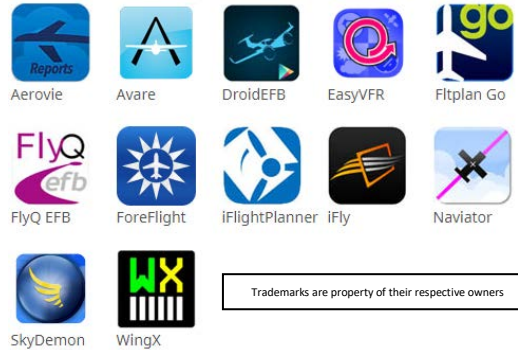 Reports
go
Aerovie
Avare
DroidEFB
EasyVFR
Fltplan Go
FlyQ
efb
FlyQ EFB
ForeFlight
iFlightPlanner
iFly
Naviator
WX
Trademarks are property of their respective owners
SkyDemon
WingX